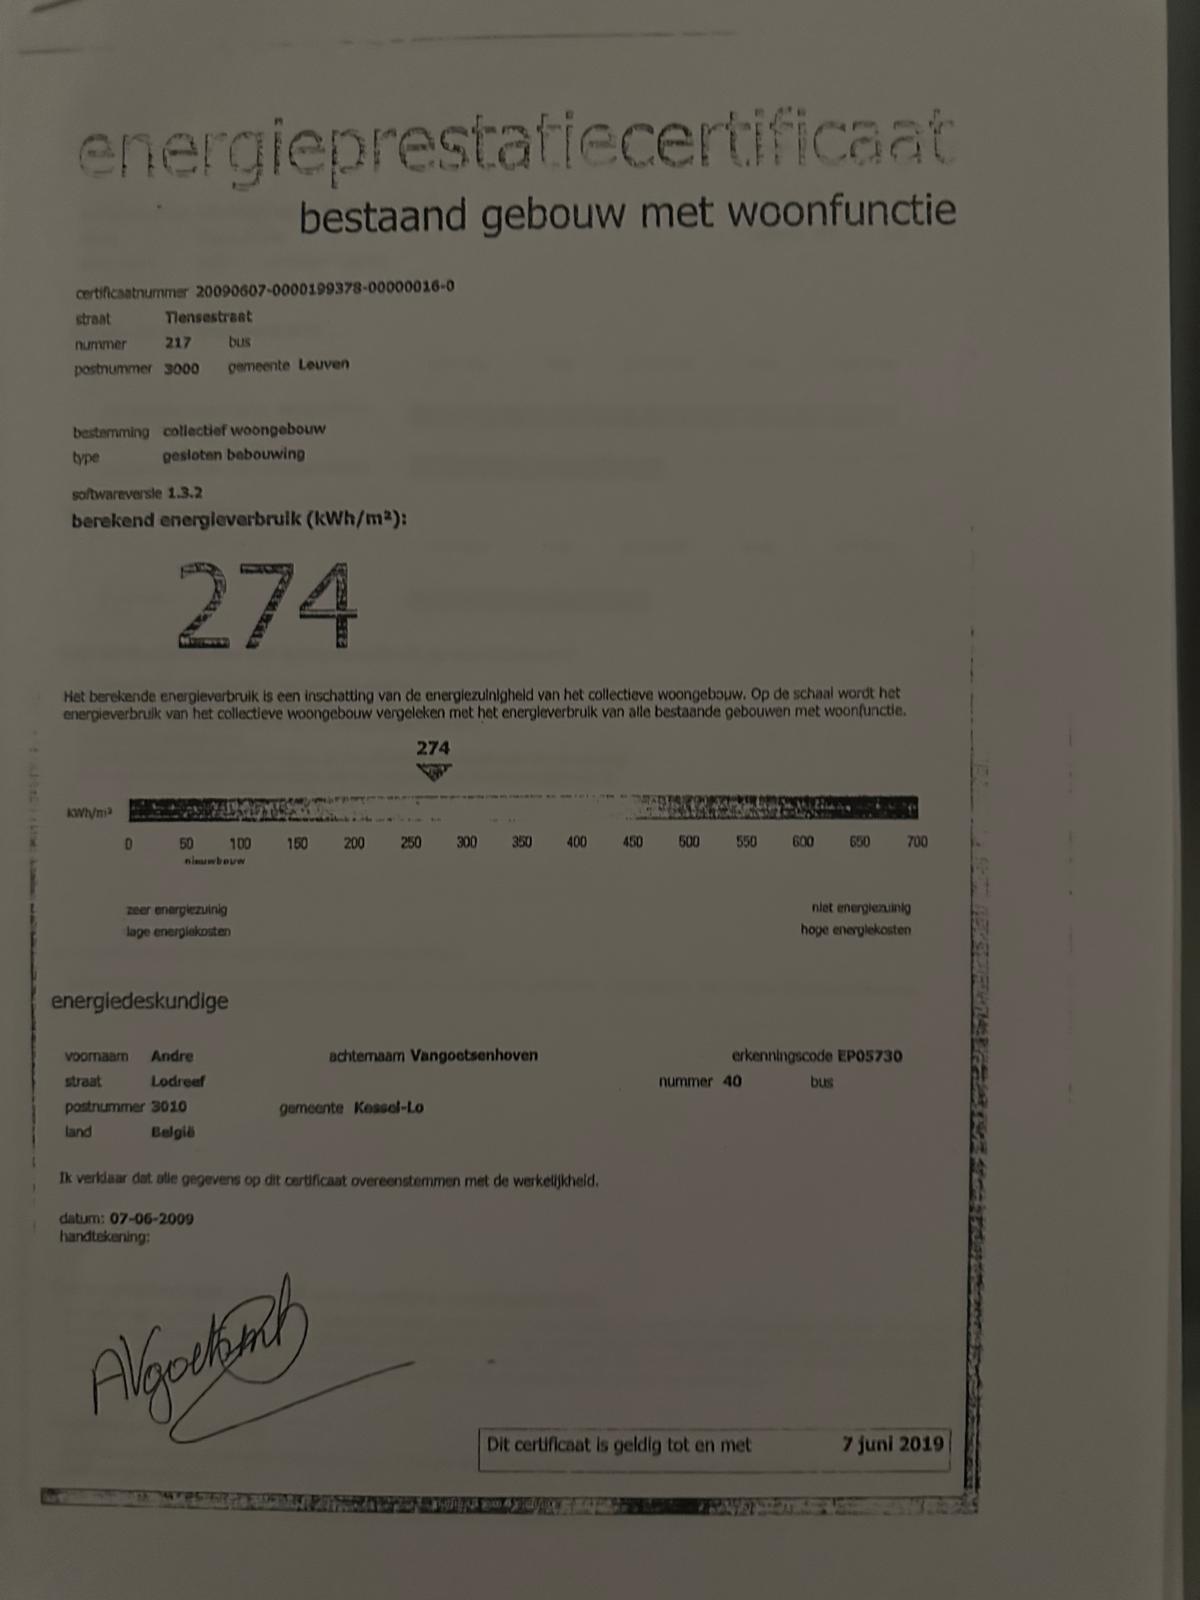 energieprestatiecertificaat
bestaand gebouw met woonfunctie
certificaatnummer 20090607-0000199378-00000016-0
straat Tiensestraat
nummer 217 bus
postnummer 3000 gemeente Leuven
bestemming collectief woongebouw
type gesloten bebouwing
softwareversie 1.3.2
berekend energieverbruik (kWh/m²):
274
Het berekende energieverbruik is een inschatting van de energiezuinigheid van het collectieve woongebouw. Op de schaal wordt het
energieverbruik van het collectieve woongebouw vergeleken met het energieverbruik van alle bestaande gebouwen met woonfunctie.
274
kWh/m²
0 50 100 150 200 250 300 350 400 450 500 550 600 650 700
nieuwbouw
zeer energiezuinig niet energiezuinig
lage energiekosten hoge energiekosten
energiedeskundige
voornaam Andre achternaam Vangoetsenhoven erkenningscode EP05730
straat Lodreef nummer 40 bus
postnummer 3010 gemeente Kessel-Lo
land België
Ik verklaar dat alle gegevens op dit certificaat overeenstemmen met de werkelijkheid.
datum: 07-06-2009
handtekening:
Dit certificaat is geldig tot en met 7 juni 2019